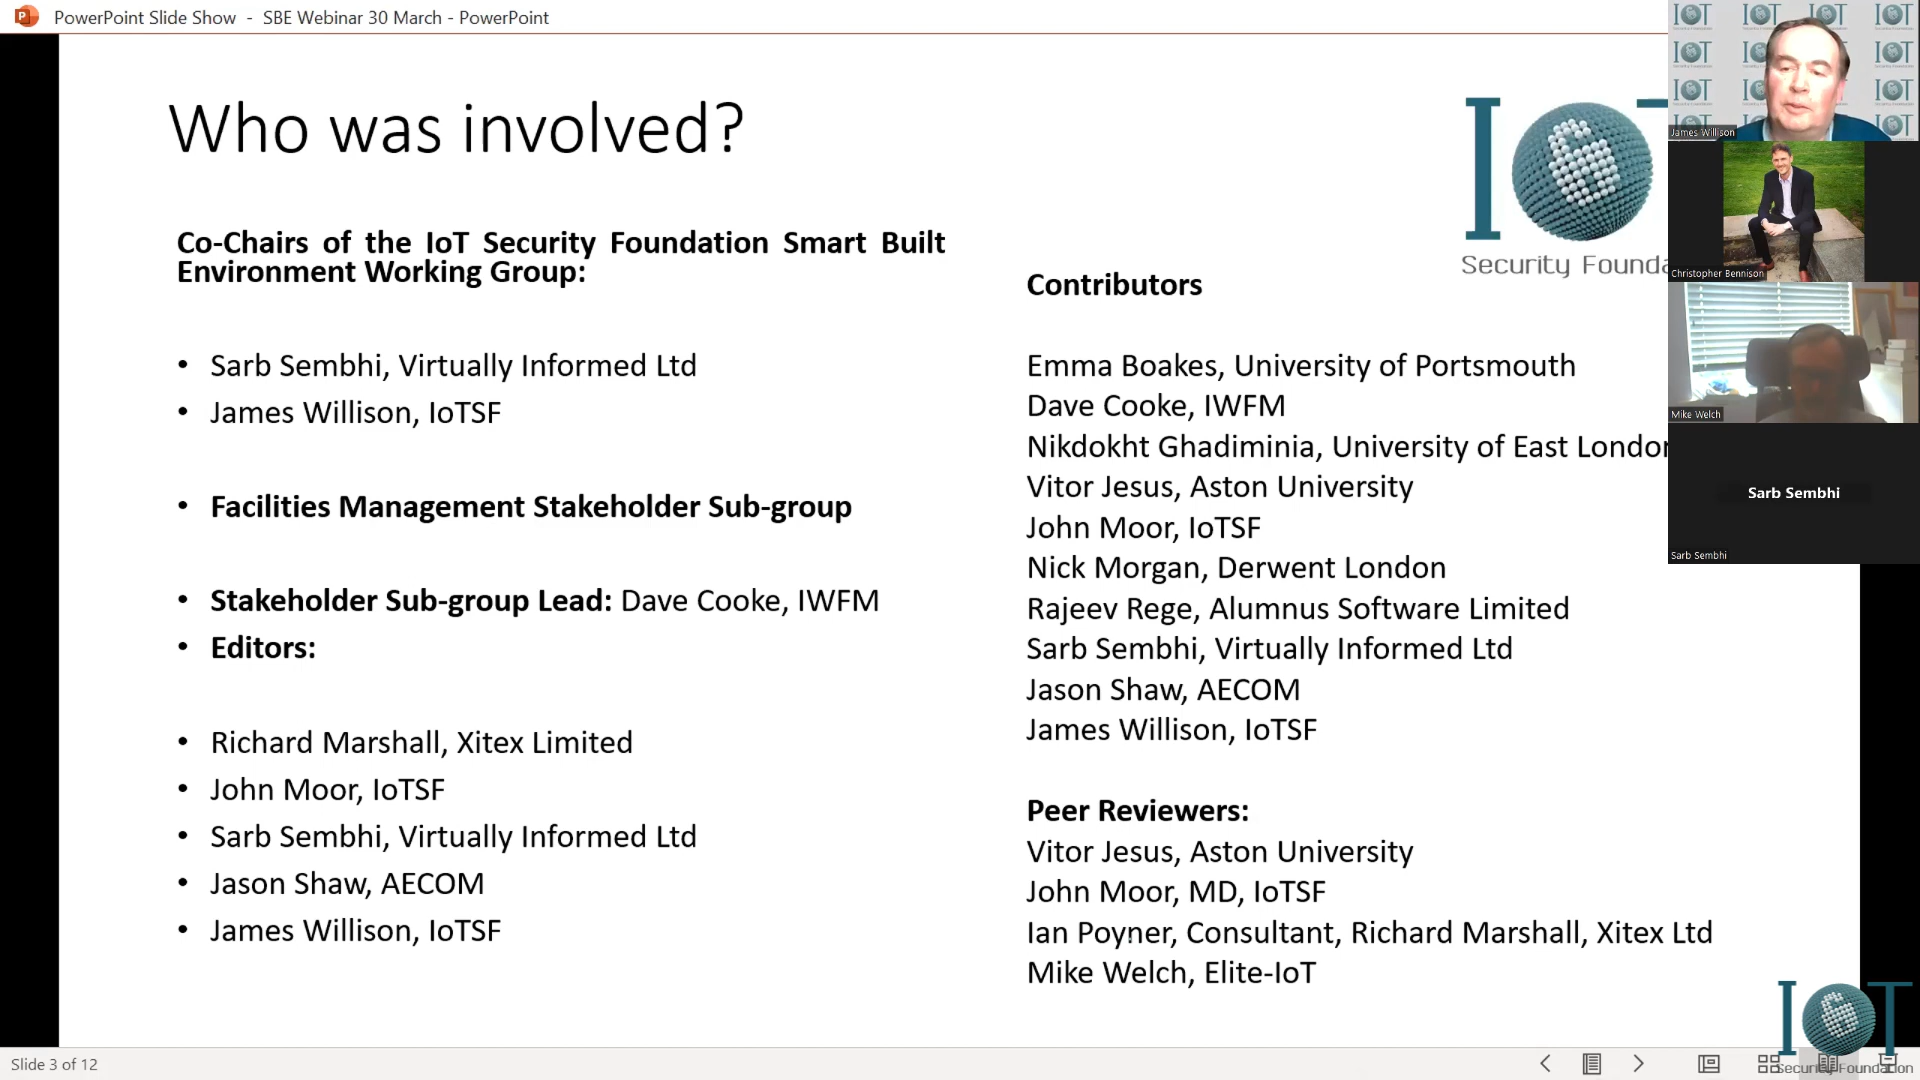 PowerPoint Slide Show - SBE Webinar 30 March - PowerPoint
Who was involved?
Co-Chairs of the IoT Security Foundation Smart Built
Environment Working Group:
• Sarb Sembhi, Virtually Informed Ltd
• James Willison, IoTSF
• Facilities Management Stakeholder Sub-group
• Stakeholder Sub-group Lead: Dave Cooke, IWFM
• Editors:
• Richard Marshall, Xitex Limited
• John Moor, IoTSF
• Sarb Sembhi, Virtually Informed Ltd
• Jason Shaw, AECOM
• James Willison, IoTSF
IOT
Security Founda
Contributors
Emma Boakes, University of Portsmouth
Dave Cooke, IWFM
Nikdokht Ghadiminia, University of East London
Vitor Jesus, Aston University
John Moor, IoTSF
Nick Morgan, Derwent London
Rajeev Rege, Alumnus Software Limited
Sarb Sembhi, Virtually Informed Ltd
Jason Shaw, AECOM
James Willison, IoTSF
Peer Reviewers:
Vitor Jesus, Aston University
John Moor, MD, IoTSF
Ian Poyner, Consultant, Richard Marshall, Xitex Ltd
Mike Welch, Elite-IoT
James Willison
Christopher Bennison
Mike Welch
Sarb Sembhi
Sarb Sembhi
IOT
Security Foundation
Slide 3 of 12